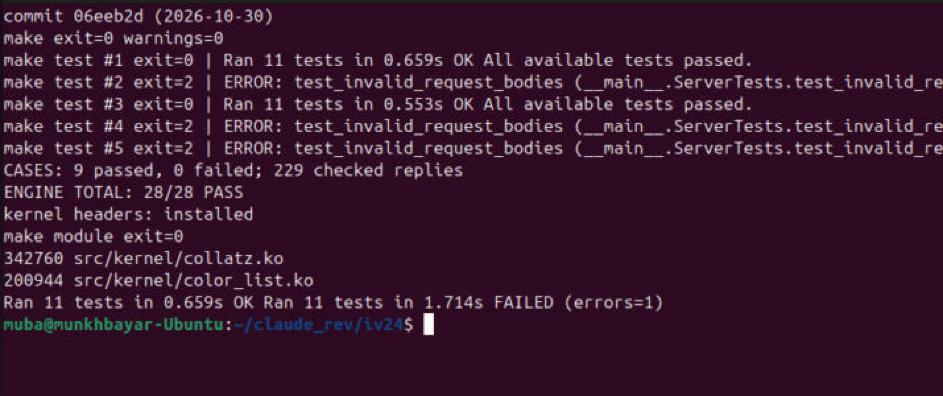 commit 06eeb2d (2026-10-30)
make exit=0 warnings=0
make test #1 exit=0 | Ran 11 tests in 0.659s OK All available tests passed.
make test #2 exit=2 | ERROR: test_invalid_request_bodies (__main__.ServerTests.test_invalid_re
make test #3 exit=0 | Ran 11 tests in 0.553s OK All available tests passed.
make test #4 exit=2 | ERROR: test_invalid_request_bodies (__main__.ServerTests.test_invalid_re
make test #5 exit=2 | ERROR: test_invalid_request_bodies (__main__.ServerTests.test_invalid_re
CASES: 9 passed, 0 failed; 229 checked replies
ENGINE TOTAL: 28/28 PASS
kernel headers: installed
make module exit=0
342760 src/kernel/collatz.ko
200944 src/kernel/color_list.ko
Ran 11 tests in 0.659s OK Ran 11 tests in 1.714s FAILED (errors=1)
muba@munkhbayar-Ubuntu:~/claude_rev/iv24$